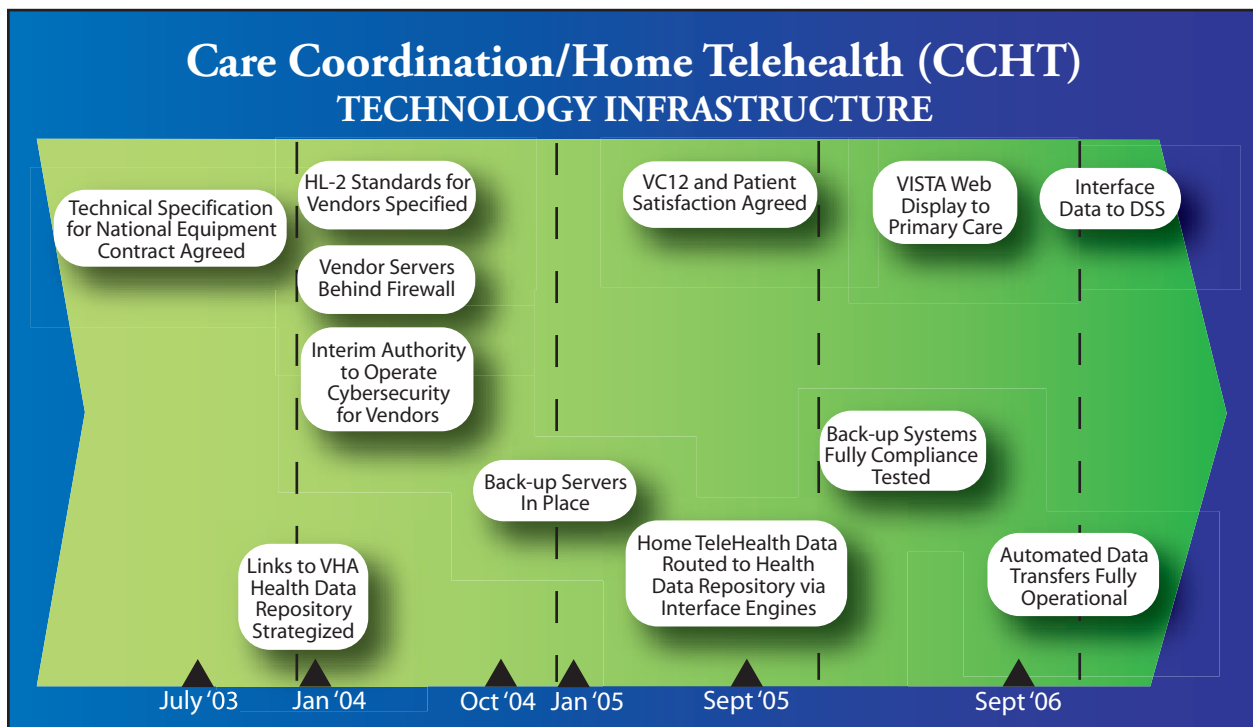 Care Coordination/Home Telehealth (CCHT)
TECHNOLOGY INFRASTRUCTURE
Technical Specification
for National Equipment
Contract Agreed
HL-2 Standards for
Vendors Specified
Vendor Servers
Behind Firewall
Interim Authority
to Operate
Cybersecurity
for Vendors
Links to VHA
Health Data
Repository
Strategized
Back-up Servers
In Place
VC12 and Patient
Satisfaction Agreed
Home TeleHealth Data
Routed to Health
Data Repository via
Interface Engines
VISTA Web
Display to
Primary Care
Back-up Systems
Fully Compliance
Tested
Interface
Data to DSS
Automated Data
Transfers Fully
Operational
July ‘03
Jan ‘04
Oct ‘04
Jan ‘05
Sept ‘05
Sept ‘06